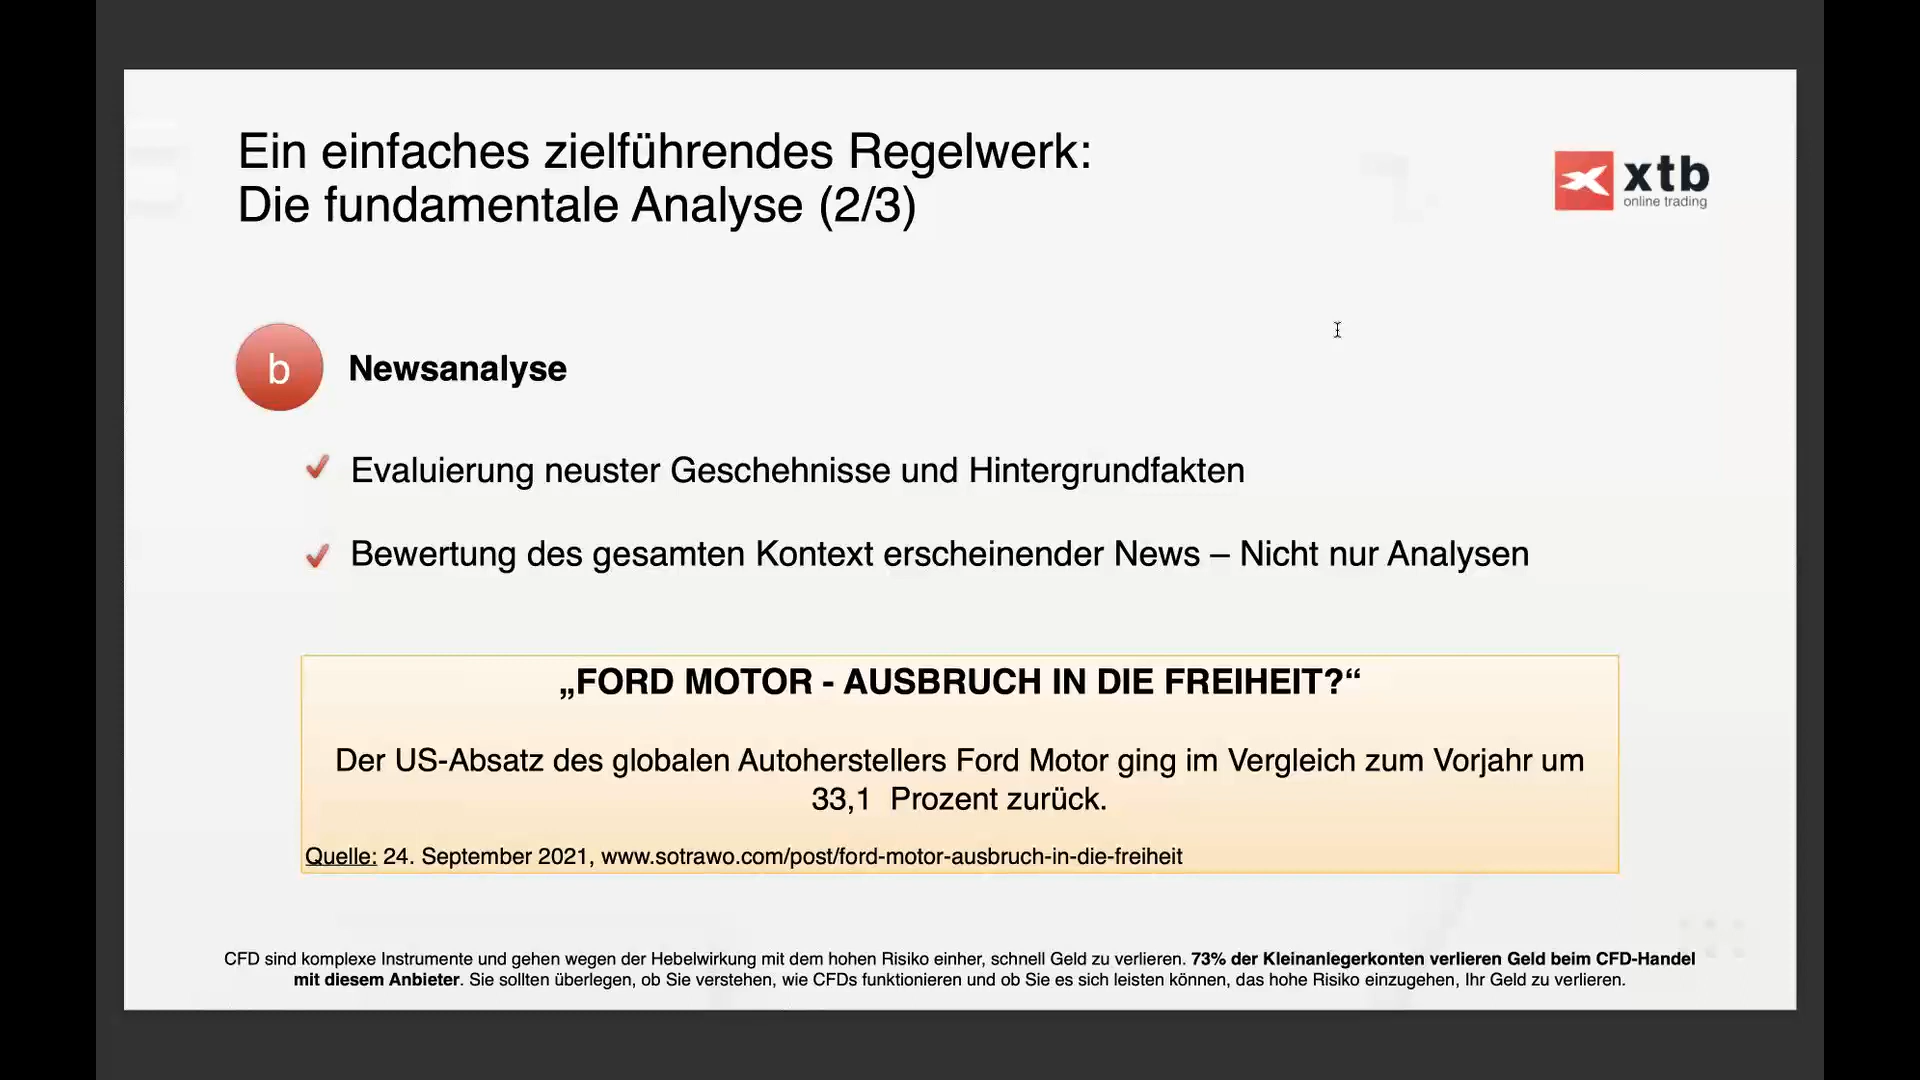 Ein einfaches zielführendes Regelwerk:
Die fundamentale Analyse (2/3)
xtb
online trading
b
Newsanalyse
Evaluierung neuster Geschehnisse und Hintergrundfakten
Bewertung des gesamten Kontext erscheinender News – Nicht nur Analysen
„FORD MOTOR - AUSBRUCH IN DIE FREIHEIT?“
Der US-Absatz des globalen Autoherstellers Ford Motor ging im Vergleich zum Vorjahr um
33,1 Prozent zurück.
Quelle: 24. September 2021, www.sotrawo.com/post/ford-motor-ausbruch-in-die-freiheit
CFD sind komplexe Instrumente und gehen wegen der Hebelwirkung mit dem hohen Risiko einher, schnell Geld zu verlieren. 73% der Kleinanlegerkonten verlieren Geld beim CFD-Handel
mit diesem Anbieter. Sie sollten überlegen, ob Sie verstehen, wie CFDs funktionieren und ob Sie es sich leisten können, das hohe Risiko einzugehen, Ihr Geld zu verlieren.